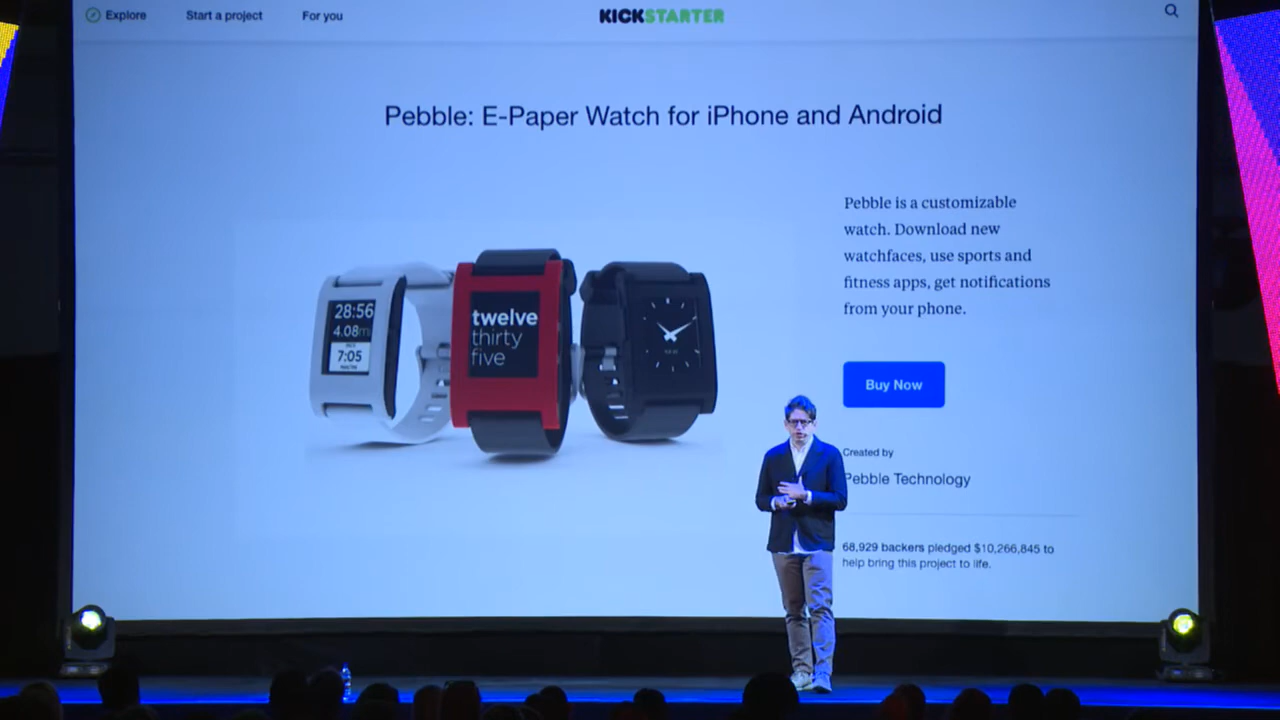 Explore
Start a project
For you
KICKSTARTER
Pebble: E-Paper Watch for iPhone and Android
Pebble is a customizable
watch. Download new
watchfaces, use sports and
fitness apps, get notifications
from your phone.
28:56
4.08
7:05
twelve
thirty
five
Buy Now
Created by
Pebble Technology
68,929 backers pledged $10,266,845 to
help bring this project to life.